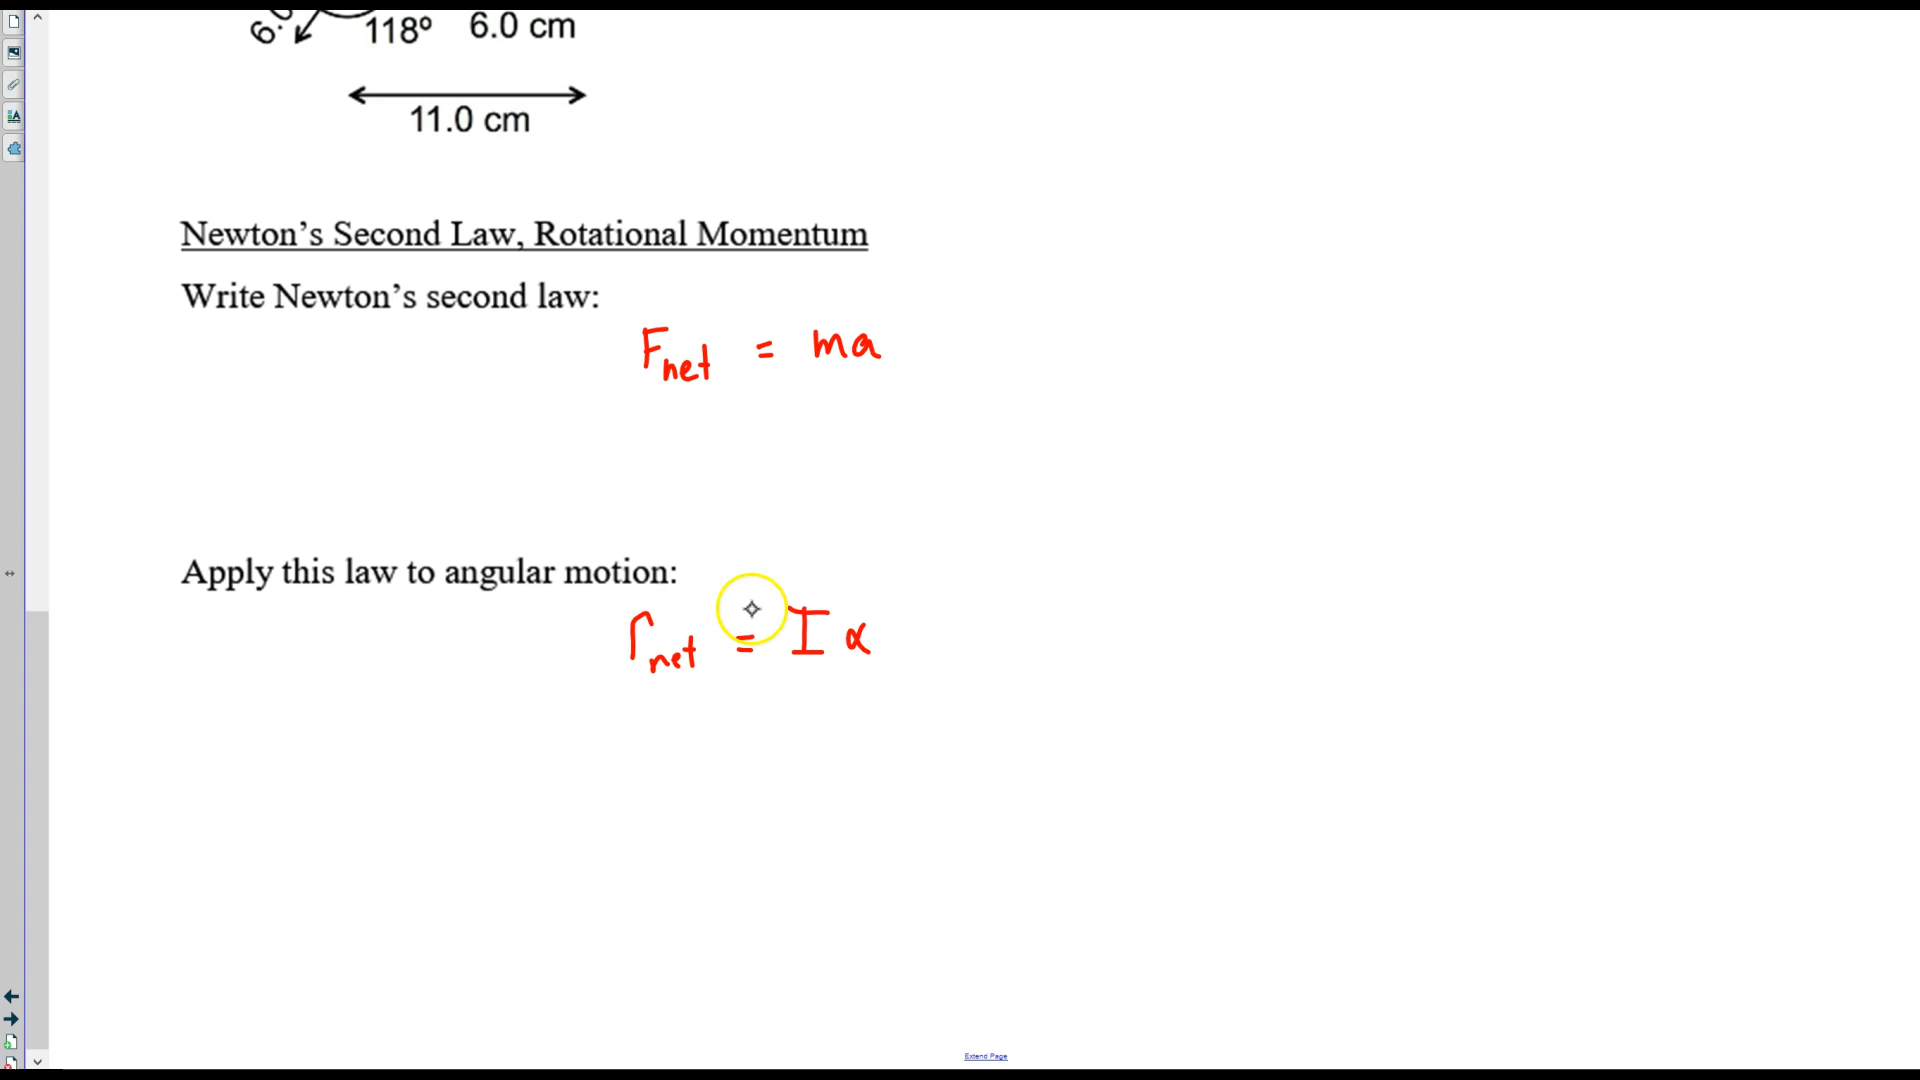 118º 6.0 cm
11.0 cm
Newton's Second Law, Rotational Momentum
Write Newton's second law:
Fnet = ma
Apply this law to angular motion:
Γnet = I α
Extend Page